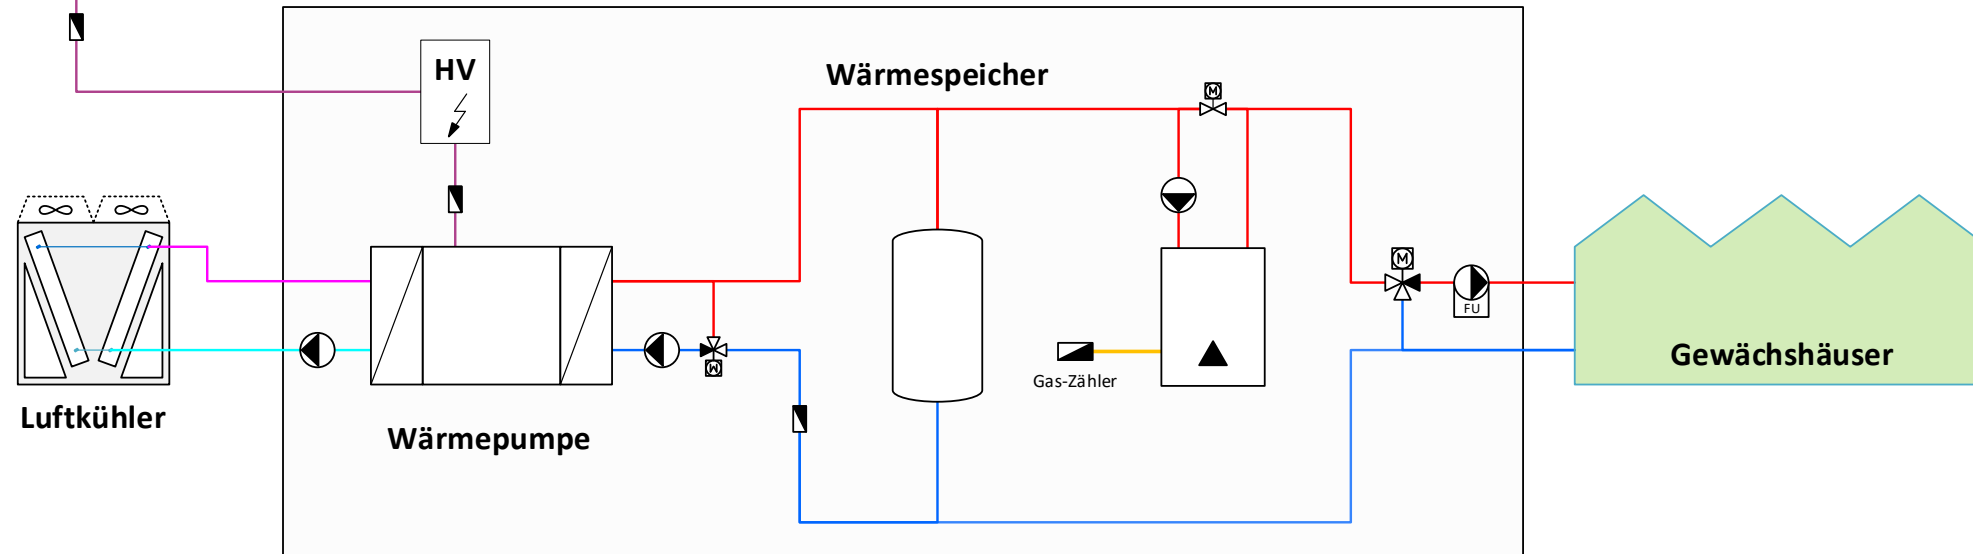 HV
Wärmespeicher
M
M
FU
M
Gas-Zähler
Gewächshäuser
Luftkühler
Wärmepumpe